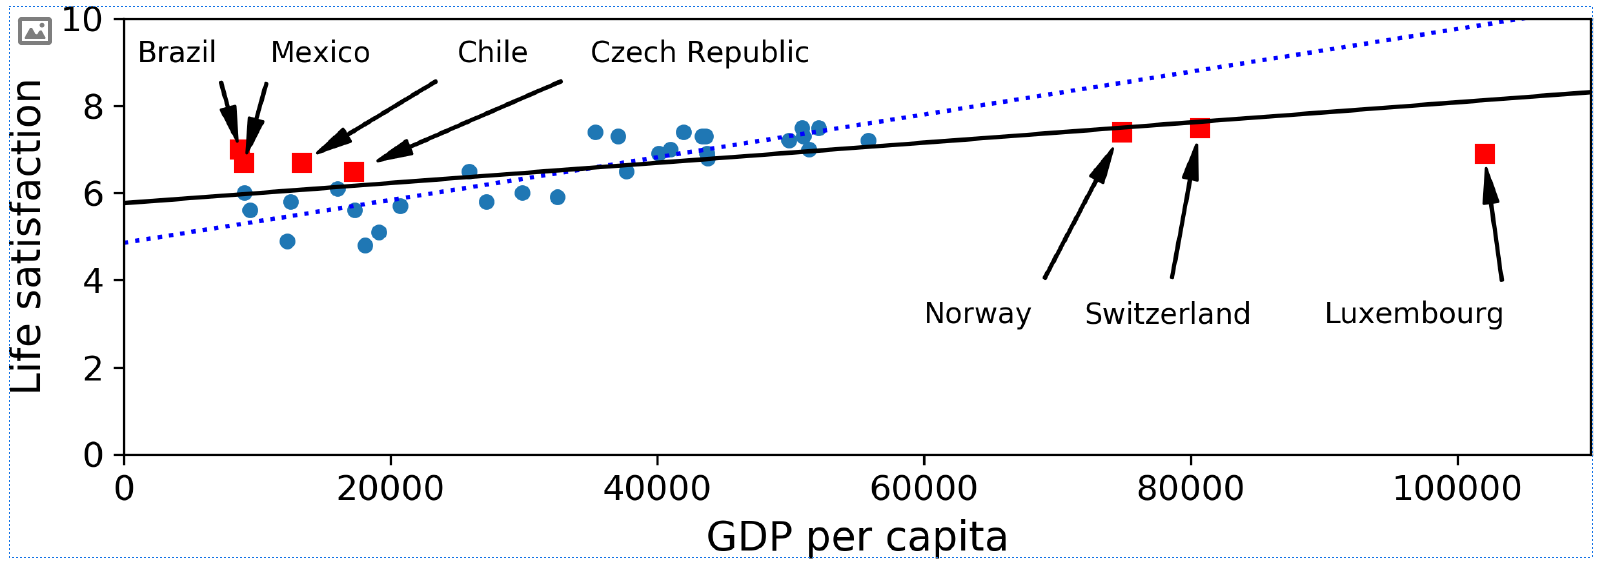 10
Brazil Mexico Chile Czech Republic
8
6
4
Norway Switzerland Luxembourg
2
0
0 20000 40000 60000 80000 100000
GDP per capita
Life satisfaction